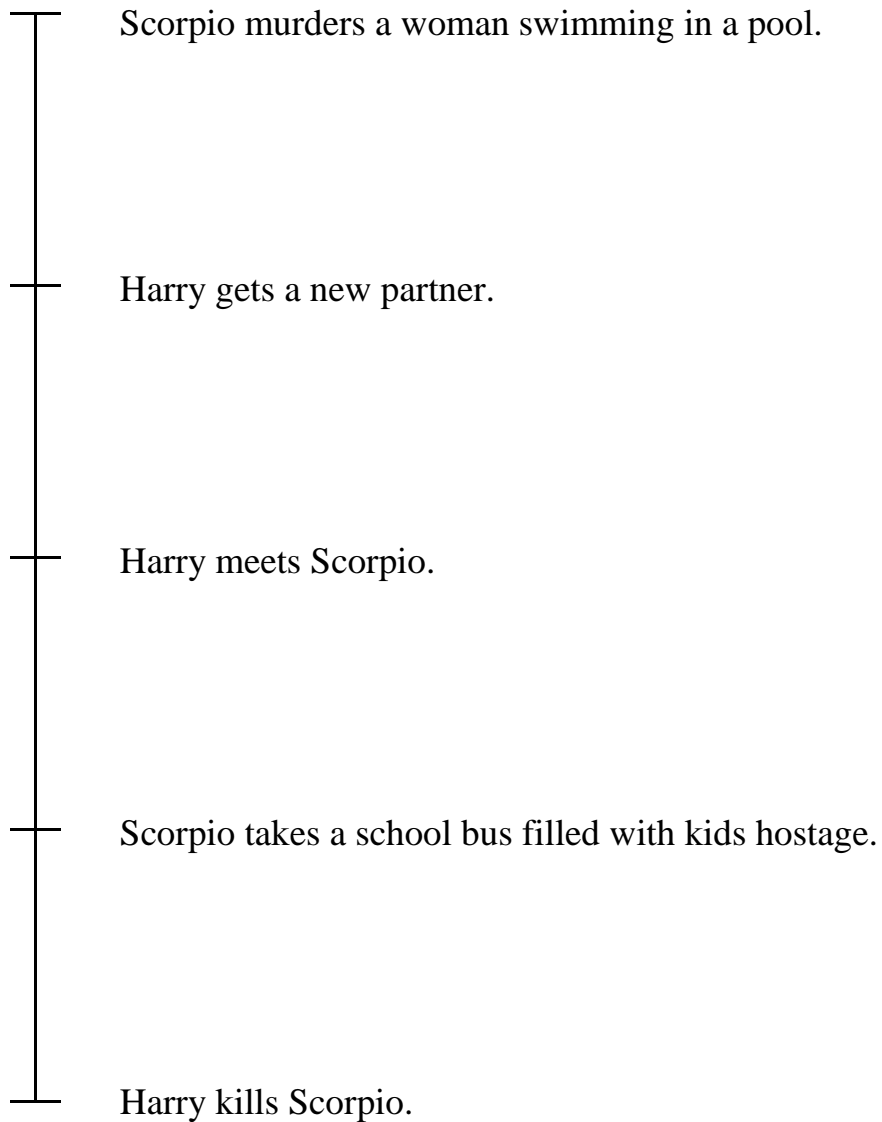 Scorpio murders a woman swimming in a pool.
Harry gets a new partner.
Harry meets Scorpio.
Scorpio takes a school bus filled with kids hostage.
Harry kills Scorpio.